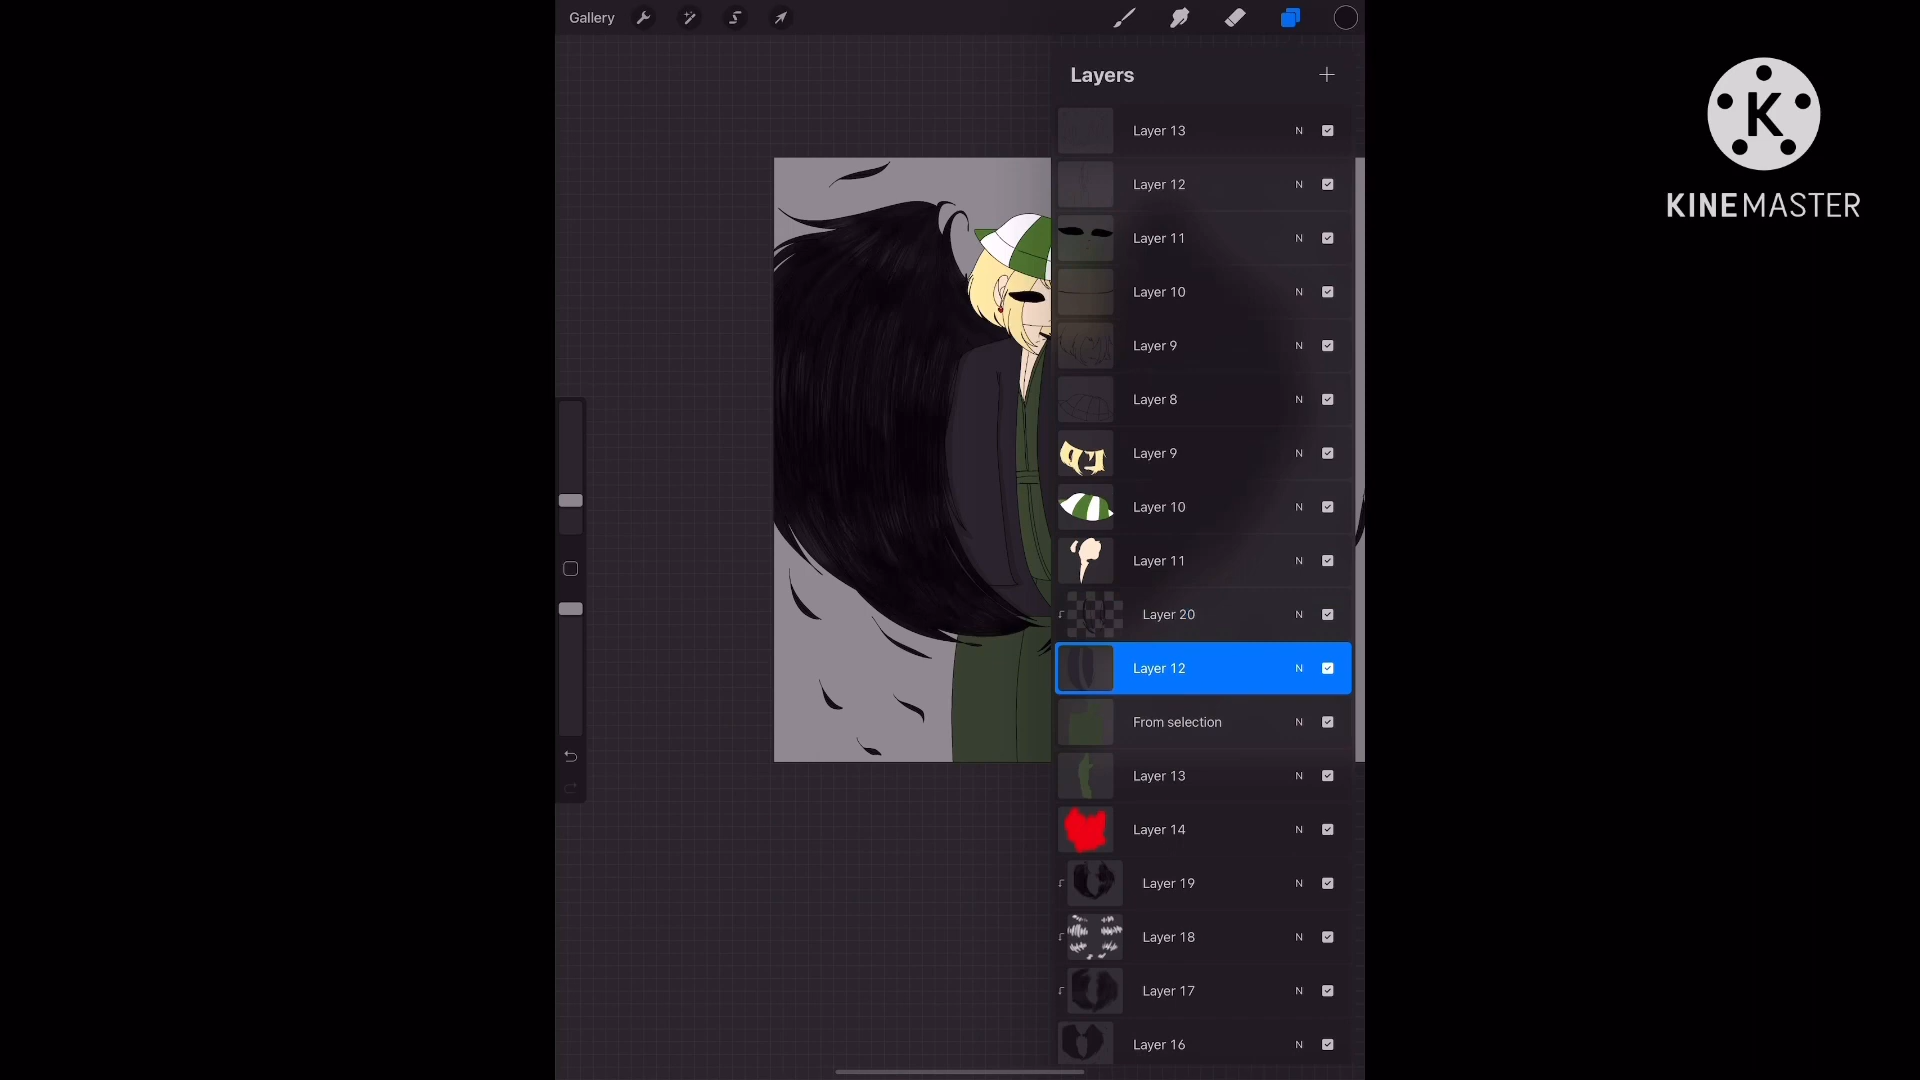 Gallery
Layers
Layer 13 N
Layer 12 N
Layer 11 N
Layer 10 N
Layer 9 N
Layer 8 N
Layer 9 N
Layer 10 N
Layer 11 N
Layer 20 N
Layer 12 N
From selection N
Layer 13 N
Layer 14 N
Layer 19 N
Layer 18 N
Layer 17 N
Layer 16 N
K
KINEMASTER